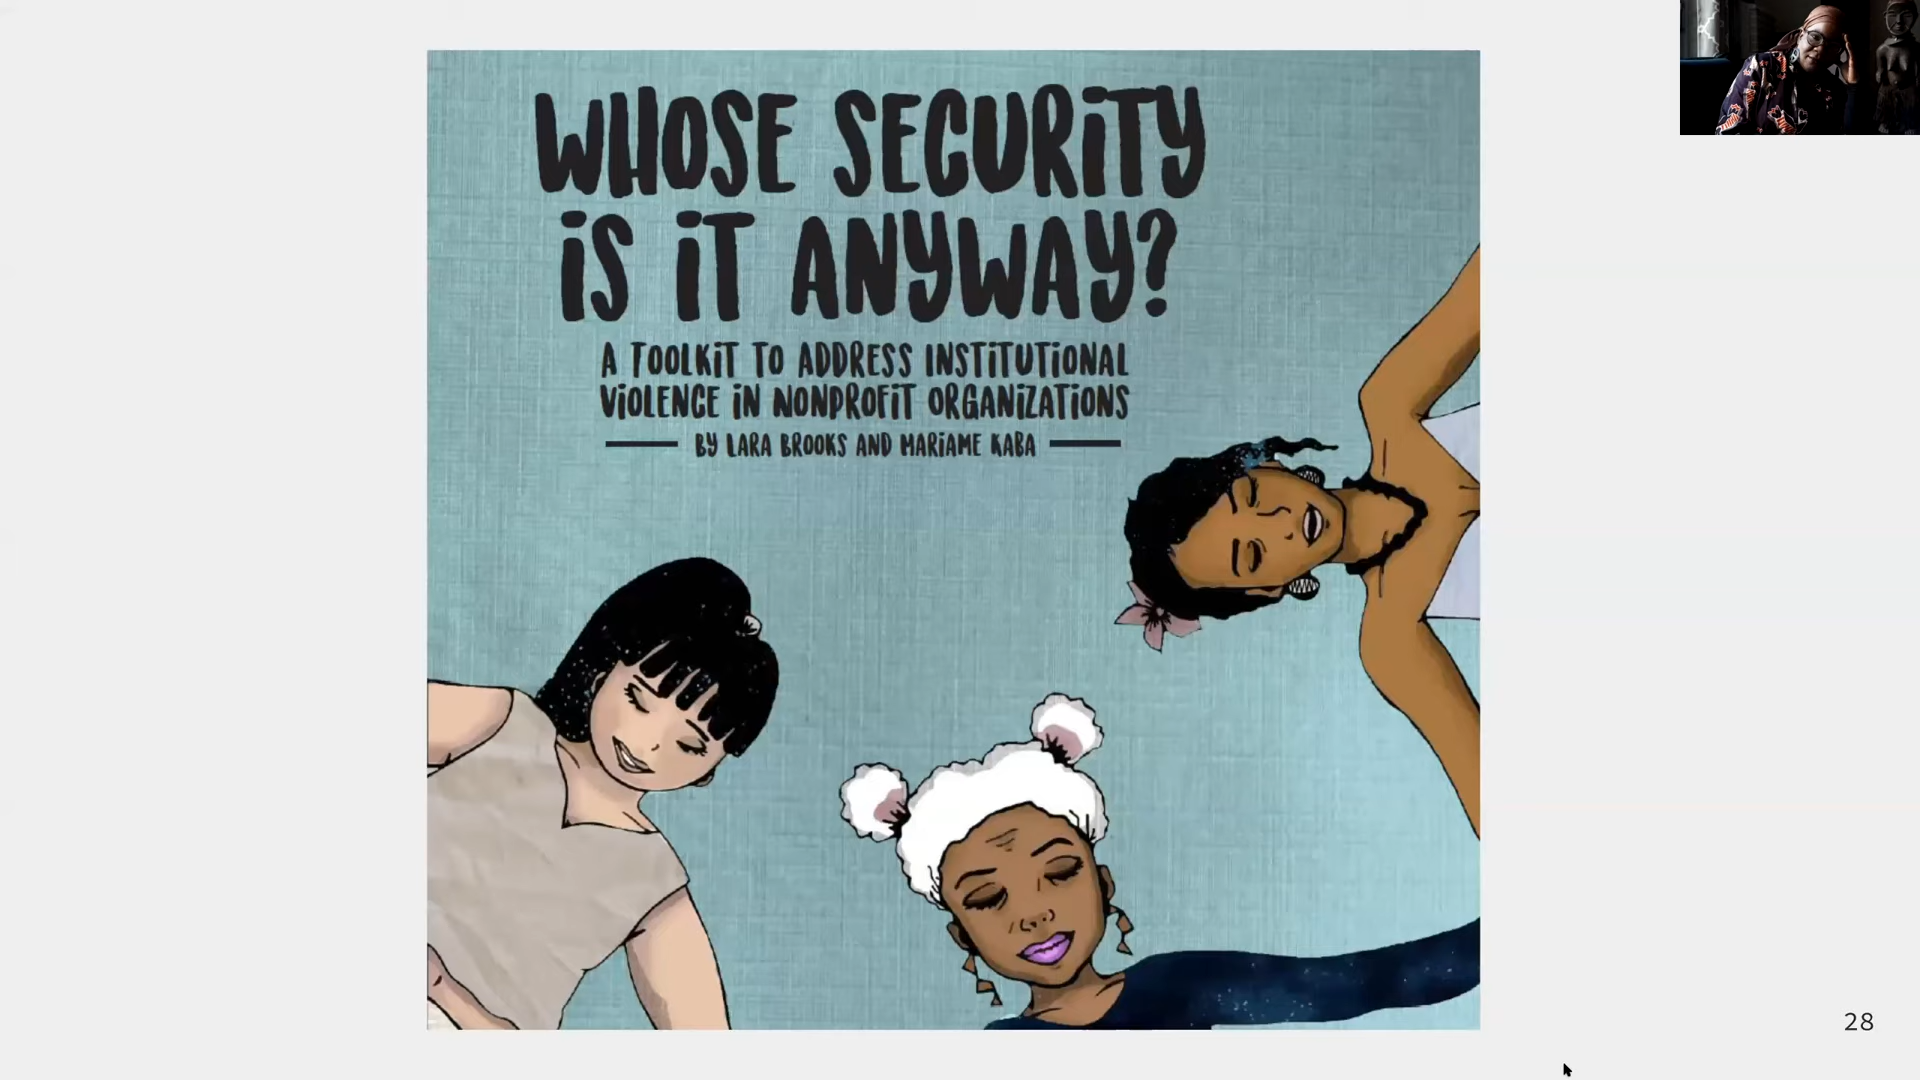 WHOSE SECURITY
IS IT ANYWAY?
A TOOLKIT TO ADDRESS INSTITUTIONAL
VIOLENCE IN NONPROFIT ORGANIZATIONS
BY LARA BROOKS AND MARIAME KABA
28